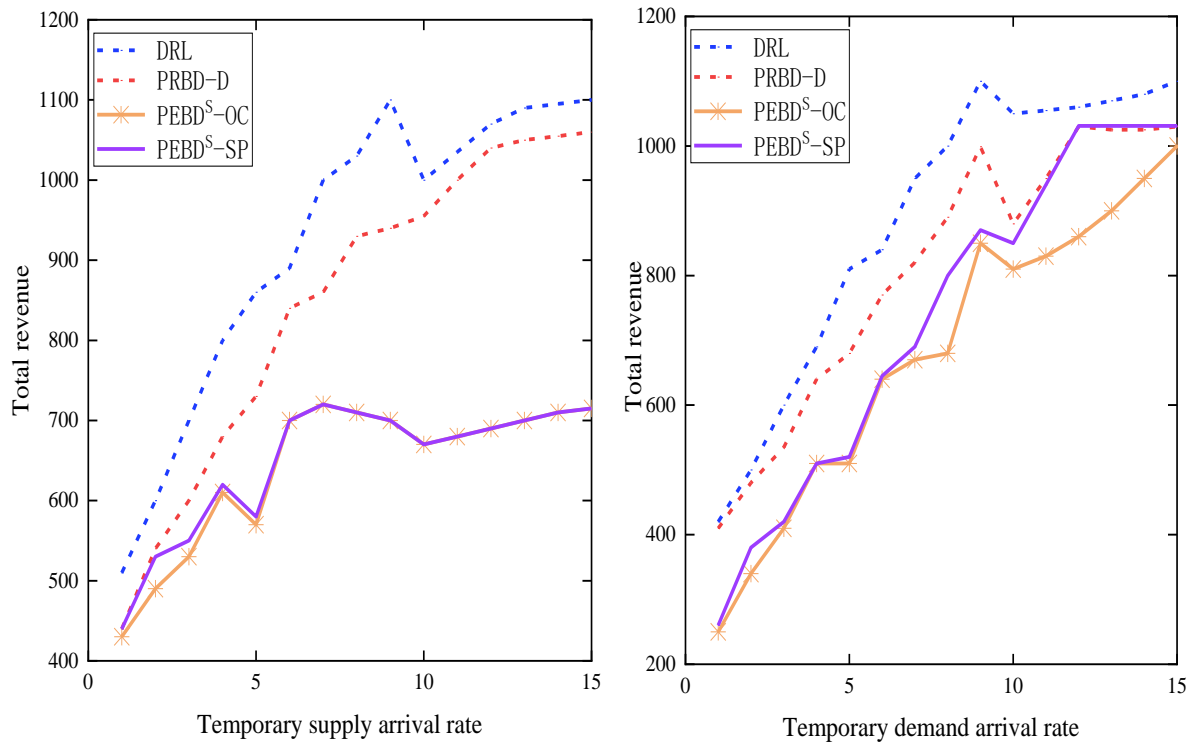 1200
1100
1000
900
800
700
600
500
400
0
5
10
15
Total revenue
Temporary supply arrival rate
DRL
PRBD-D
PEBD^S-OC
PEBD^S-SP
1200
1000
800
600
400
200
0
5
10
15
Total revenue
Temporary demand arrival rate
DRL
PRBD-D
PEBD^S-OC
PEBD^S-SP